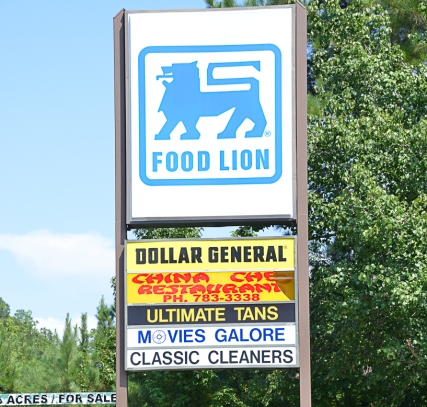 FOOD LION®
DOLLAR GENERAL
CHINA CHE
RESTAURANT
PH. 783-3338
ULTIMATE TANS
MOVIES GALORE
CLASSIC CLEANERS
ACRES / FOR SALE